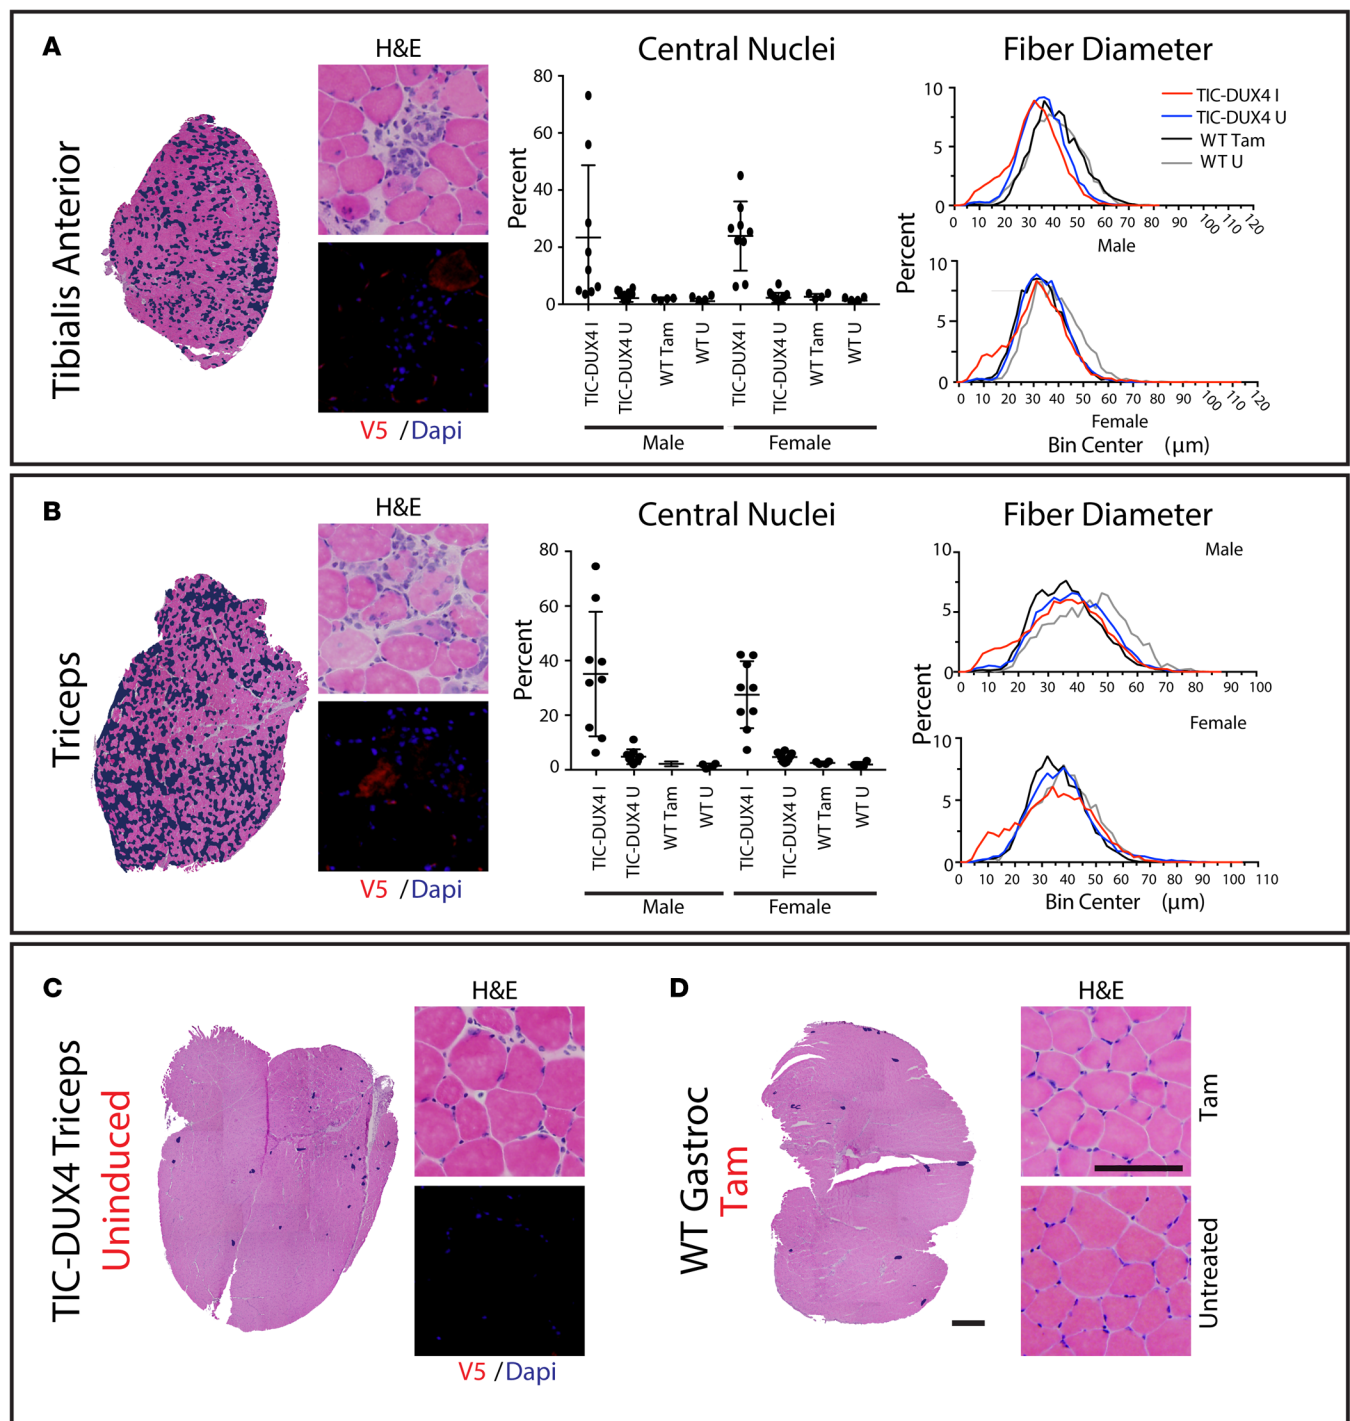 A
Tibialis Anterior
H&E
V5 /Dapi
Central Nuclei
Percent
80
60
40
20
0
TIC-DUX4 I
TIC-DUX4 U
WT Tam
WT U
TIC-DUX4 I
TIC-DUX4 U
WT Tam
WT U
Male
Female
Fiber Diameter
TIC-DUX4 I
TIC-DUX4 U
WT Tam
WT U
Percent
10
5
0
0 10 20 30 40 50 60 70 80 90 100 110 120
Male
10
5
0
0 10 20 30 40 50 60 70 80 90 100 110 120
Female
Bin Center (µm)
B
Triceps
H&E
V5 /Dapi
Central Nuclei
Percent
80
60
40
20
0
TIC-DUX4 I
TIC-DUX4 U
WT Tam
WT U
TIC-DUX4 I
TIC-DUX4 U
WT Tam
WT U
Male
Female
Fiber Diameter
Percent
Male
10
5
0
0 10 20 30 40 50 60 70 80 90 100
Female
10
5
0
0 10 20 30 40 50 60 70 80 90 100 110
Bin Center (µm)
C
TIC-DUX4 Triceps
Uninduced
H&E
V5 /Dapi
D
WT Gastroc
Tam
H&E
Tam
Untreated